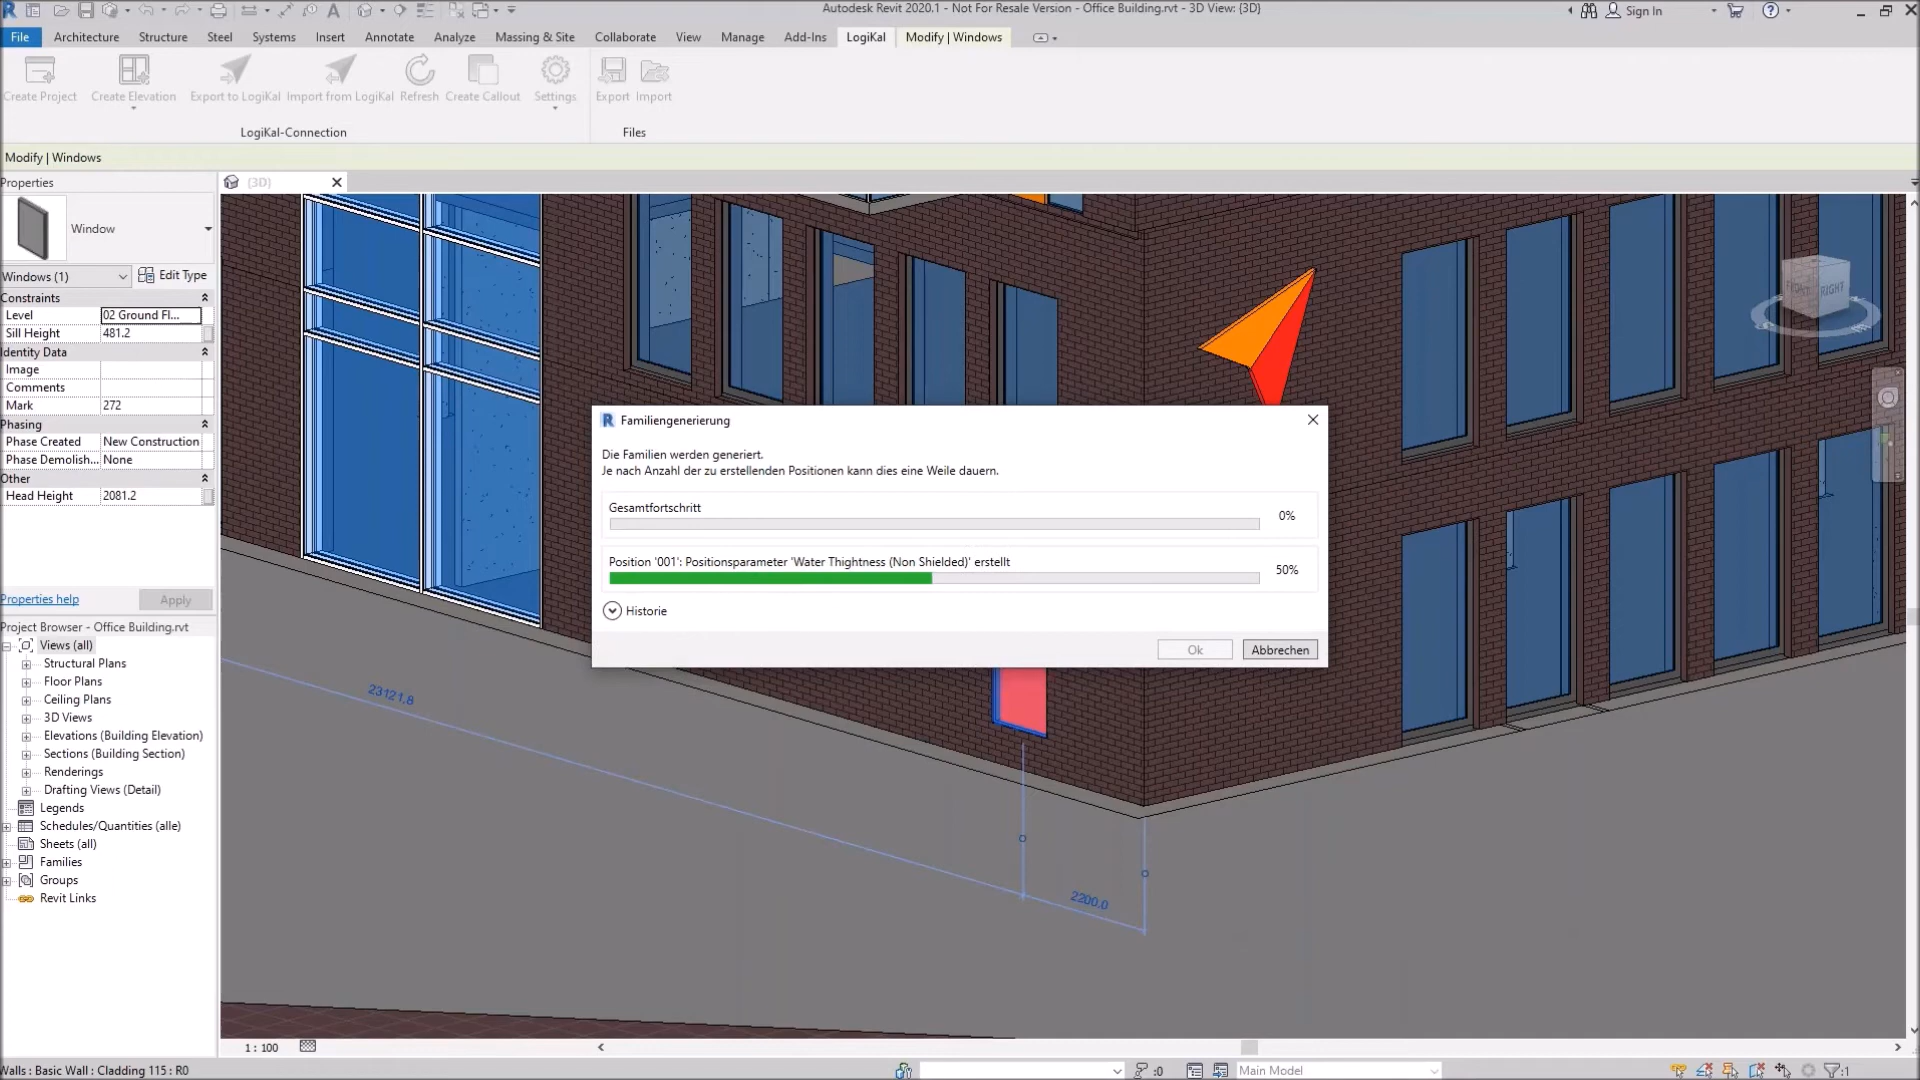 Autodesk Revit 2020.1 - Not For Resale Version - Office Building.rvt - 3D View: {3D}
Sign In
File Architecture Structure Steel Systems Insert Annotate Analyze Massing & Site Collaborate View Manage Add-Ins LogiKal Modify | Windows
Create Project Create Elevation Export to LogiKal Import from LogiKal Refresh Create Callout Settings Export Import
LogiKal-Connection Files
Modify | Windows
Properties
{3D}
Window
Windows (1) Edit Type
Constraints
Level 02 Ground Fl...
Sill Height 481.2
Identity Data
Image
Comments
Mark 272
Phasing
Phase Created New Construction
Phase Demolish... None
Other
Head Height 2081.2
Properties help Apply
Project Browser - Office Building.rvt
Views (all)
Structural Plans
Floor Plans
Ceiling Plans
3D Views
Elevations (Building Elevation)
Sections (Building Section)
Renderings
Drafting Views (Detail)
Legends
Schedules/Quantities (alle)
Sheets (all)
Families
Groups
Revit Links
FRONT RIGHT
Familiengenerierung
Die Familien werden generiert.
Je nach Anzahl der zu erstellenden Positionen kann dies eine Weile dauern.
Gesamtfortschritt
0%
Position '001': Positionsparameter 'Water Thightness (Non Shielded)' erstellt
50%
Historie
Ok Abbrechen
23121,8
2200,0
1 : 100
Walls : Basic Wall : Cladding 115 : R0
:0
Main Model
:1